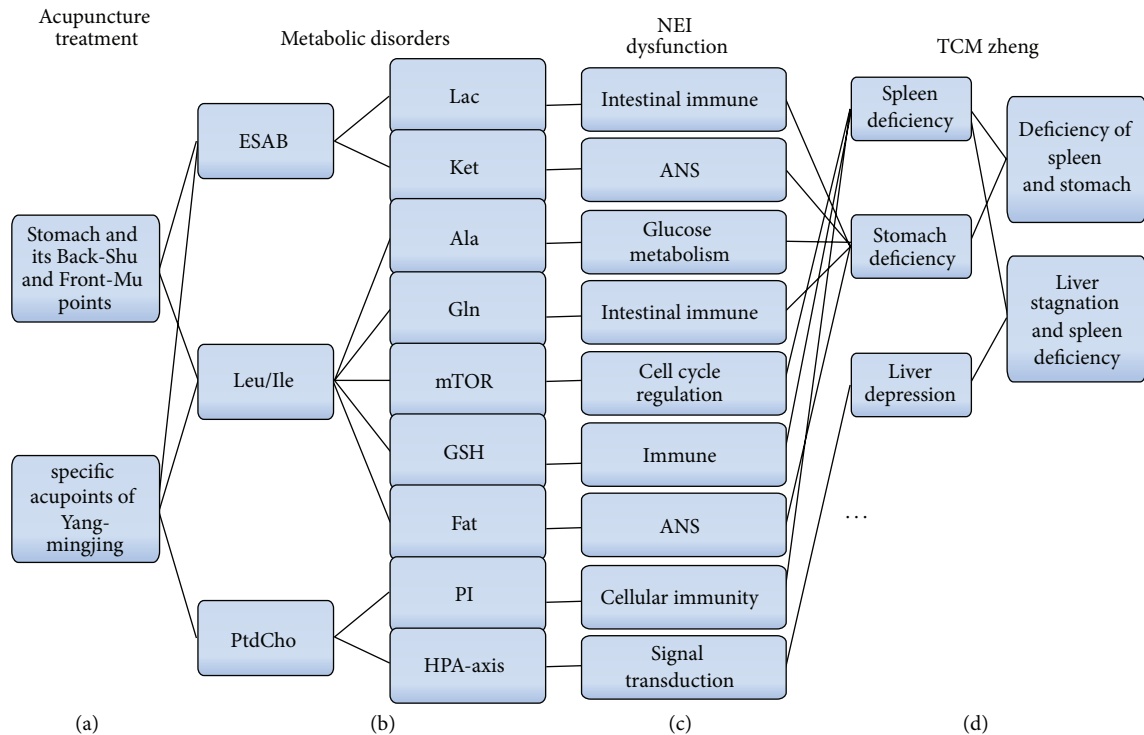 Acupuncture
treatment
Metabolic disorders
NEI
dysfunction
TCM zheng
Stomach and
its Back-Shu
and Front-Mu
points
specific
acupoints of
Yang-
mingjing
ESAB
Leu/Ile
PtdCho
Lac
Ket
Ala
Gln
mTOR
GSH
Fat
PI
HPA-axis
Intestinal immune
ANS
Glucose
metabolism
Intestinal immune
Cell cycle
regulation
Immune
ANS
Cellular immunity
Signal
transduction
Spleen
deficiency
Stomach
deficiency
Liver
depression
...
Deficiency of
spleen
and stomach
Liver
stagnation
and spleen
deficiency
(a)
(b)
(c)
(d)